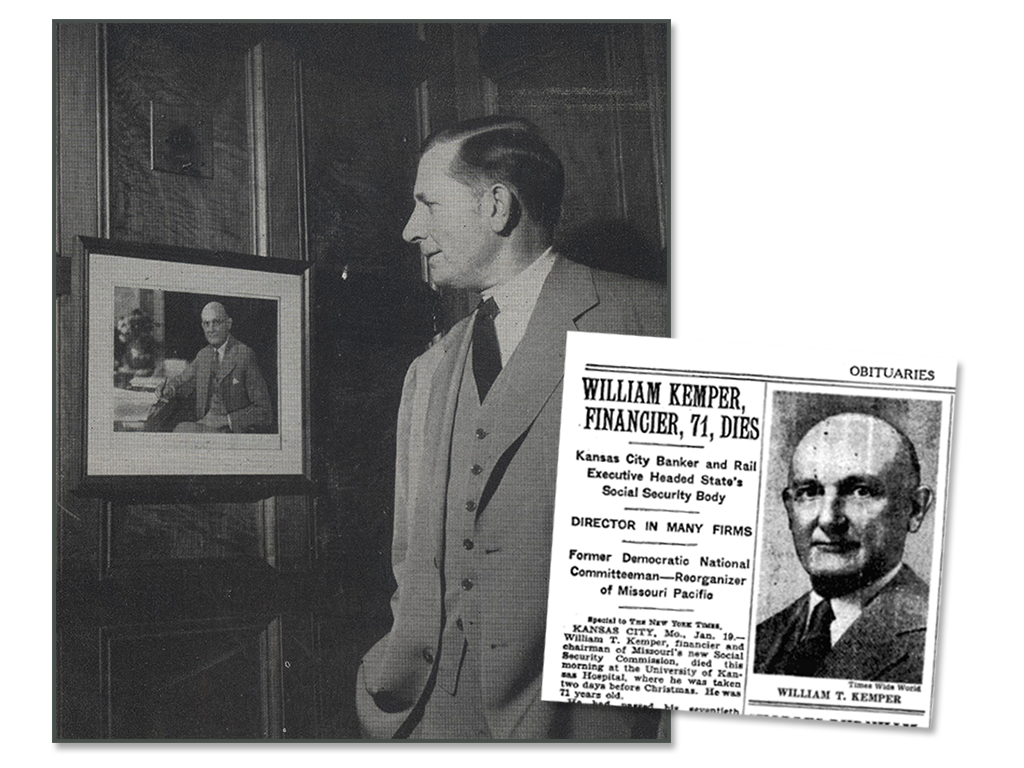 OBITUARIES
WILLIAM KEMPER,
FINANCIER, 71, DIES
Kansas City Banker and Rail
Executive Headed State's
Social Security Body
DIRECTOR IN MANY FIRMS
Former Democratic National
Committeeman—Reorganizer
of Missouri Pacific
Special to THE NEW YORK TIMES.
KANSAS CITY, Mo., Jan. 19.—
William T. Kemper, financier and
chairman of Missouri's new Social
Security Commission, died this
morning at the University of Kan-
sas Hospital, where he was taken
two days before Christmas. He was
71 years old.
He had passed his seventieth
Times Wide World
WILLIAM T. KEMPER